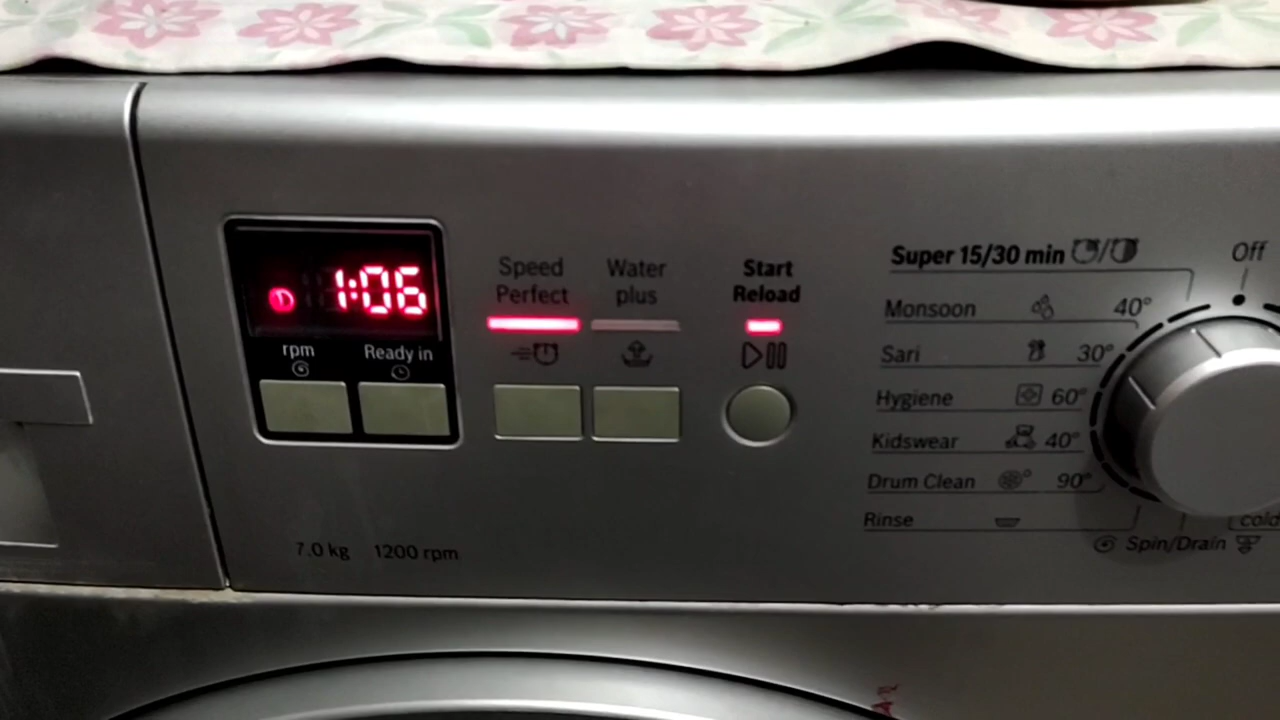 1:06
rpm
Ready in
Speed
Perfect
Water
plus
Start
Reload
7.0 kg 1200 rpm
Super 15/30 min
Off
Monsoon 40°
Sari 30°
Hygiene 60°
Kidswear 40°
Drum Clean 90°
Rinse
cold
Spin/Drain